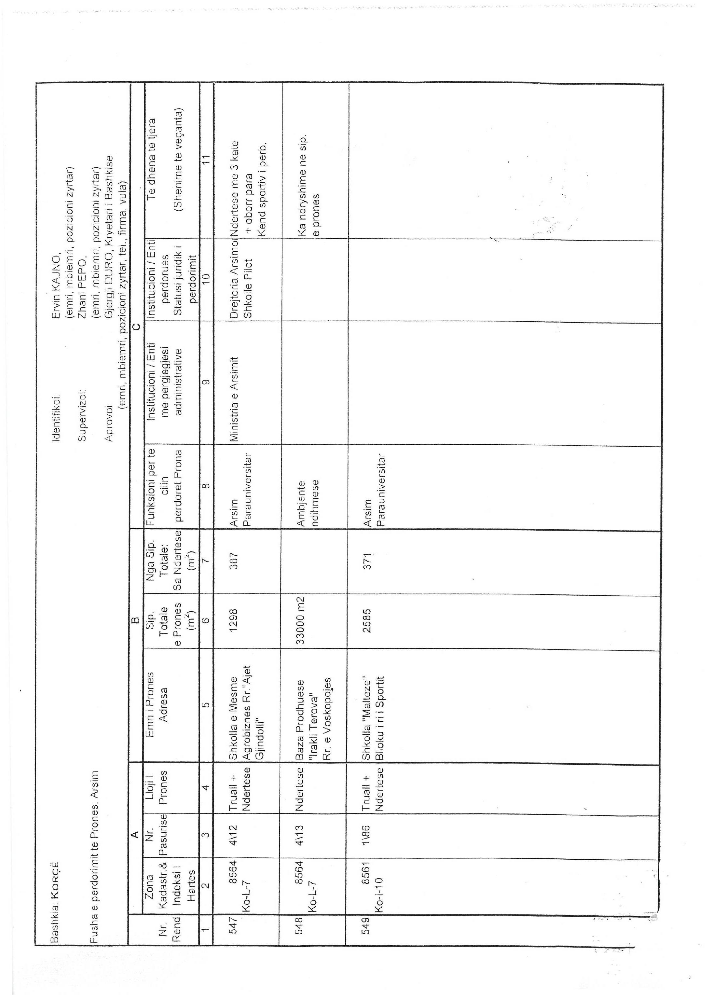 Bashkia: KORÇË
Fusha e perdorimit te Prones. Arsim
Identifikoi: Ervin KAJNO,
(emri, mbiemri, pozicioni zyrtar)
Supervizoi: Zhani PEPO,
(emri, mbiemri, pozicioni zyrtar)
Aprovoi: Gjergji DURO, Kryetari i Bashkise
(emri, mbiemri, pozicioni zyrtar, tel., firma, vula)
A B C
Nr. Rend
Zona Kadastr.& Indeksi I Hartes
Nr. Pasurise
Lloji I Prones
Emri i Prones Adresa
Sip. Totale e Prones (m²)
Nga Sip. Totale: Sa Ndertese (m²)
Funksioni per te cilin perdoret Prona
Institucioni / Enti me pergjegjesi administrative
Institucioni / Enti perdorues, Statusi juridik i perdorimit
Te dhena te tjera (Shenime te veçanta)
1 2 3 4 5 6 7 8 9 10 11
547 8564 4\12 Truall + Shkolla e Mesme 1298 387 Arsim Ministria e Arsimit Drejtoria Arsimor Ndertese me 3 kate
Ko-L-7 Ndertese Agrobiznes Rr."Ajet Parauniversitar Shkolle Pilot + oborr para
Gjindolli" Kend sportiv i perb.
548 8564 4\13 Ndertese Baza Prodhuese 33000 m2 Ambjente Ka ndryshime ne sip.
Ko-L-7 "Irakli Terova" ndihmese e prones
Rr. e Voskopojes
549 8561 1\86 Truall + Shkolla "Malteze" 2585 371 Arsim
Ko-I-10 Ndertese Blloku i ri i Sportit Parauniversitar